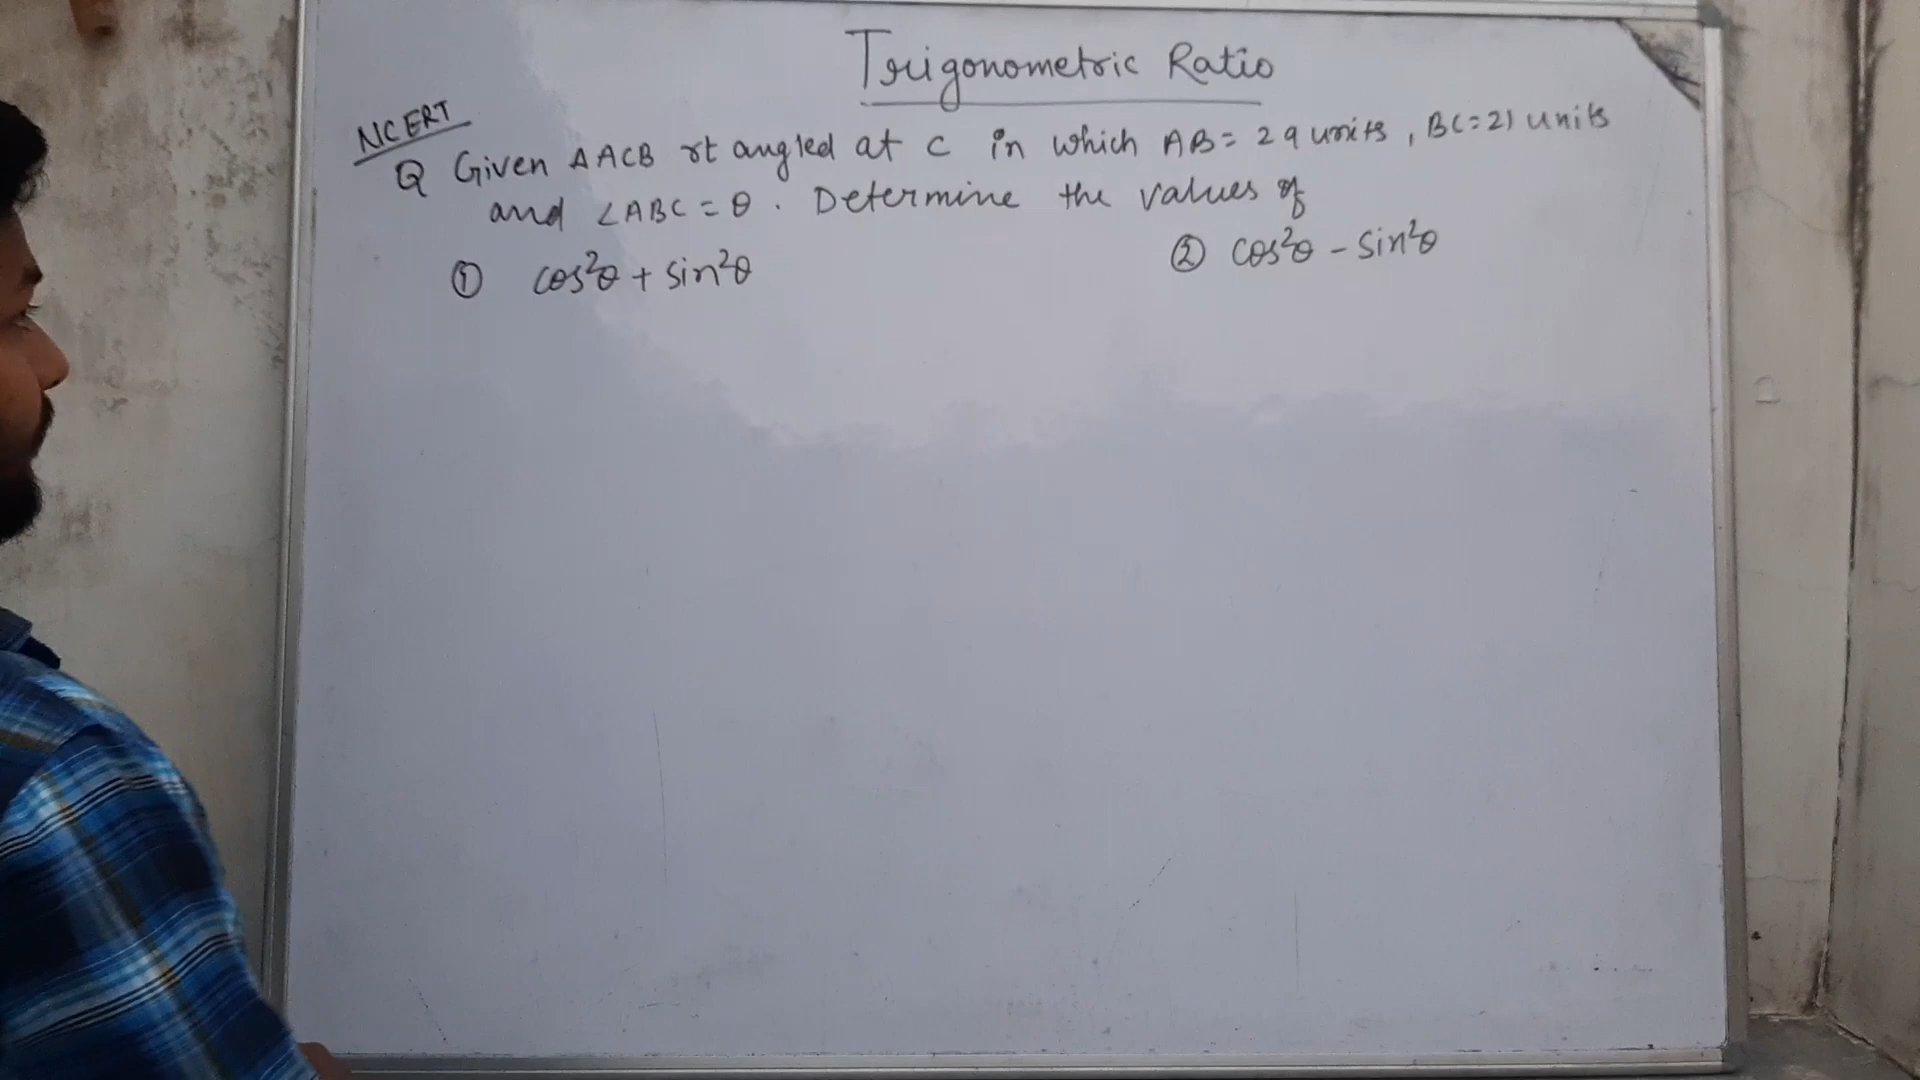 Trigonometric Ratio
NCERT
Q Given ∆ACB rt angled at C in which AB = 29 units, BC = 21 units
and ∠ABC = θ. Determine the values of
① cos²θ + sin²θ ② cos²θ - sin²θ